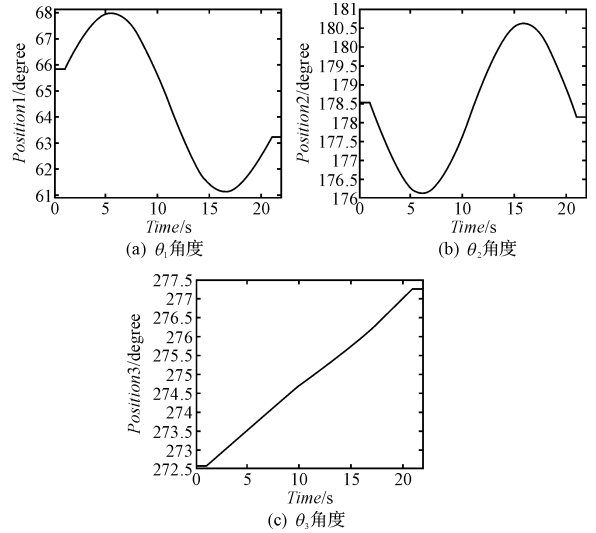 68
67
66
65
64
63
62
61
0 5 10 15 20
Position1/degree
Time/s
(a) θ₁角度
181
180.5
180
179.5
179
178.5
178
177.5
177
176.5
176
0 5 10 15 20
Position2/degree
Time/s
(b) θ₂角度
277.5
277
276.5
276
275.5
275
274.5
274
273.5
273
272.5
0 5 10 15 20
Position3/degree
Time/s
(c) θ₃角度